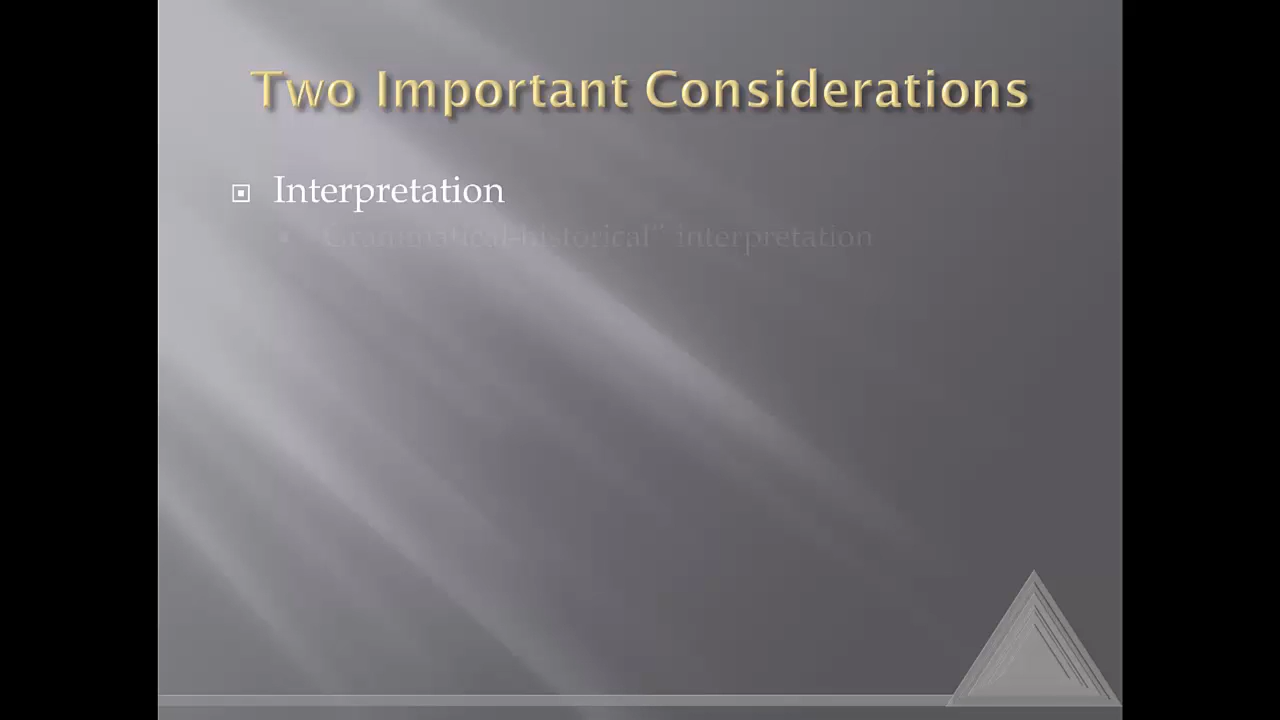 Two Important Considerations
Interpretation
"Grammatical-historical" interpretation